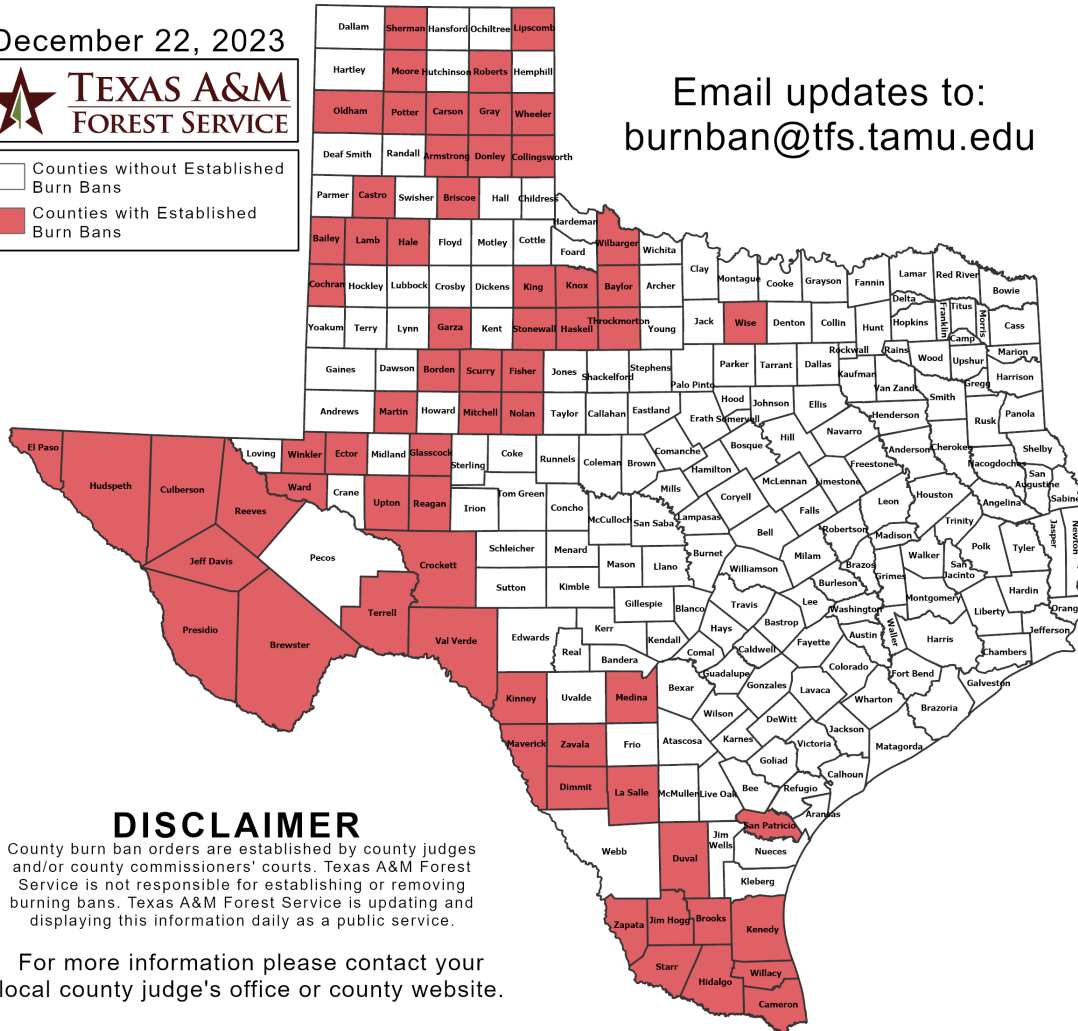 December 22, 2023
TEXAS A&M
FOREST SERVICE
Counties without Established
Burn Bans
Counties with Established
Burn Bans
Email updates to:
burnban@tfs.tamu.edu
Dallam Sherman Hansford Ochiltree Lipscomb
Hartley Moore Hutchinson Roberts Hemphill
Oldham Potter Carson Gray Wheeler
Deaf Smith Randall Armstrong Donley Collingsworth
Parmer Castro Swisher Briscoe Hall Childress
Hardeman
Bailey Lamb Hale Floyd Motley Cottle Foard Wilbarger Wichita
Clay Montague Cooke Grayson Fannin Lamar Red River Bowie
Cochran Hockley Lubbock Crosby Dickens King Knox Baylor Archer
Delta Franklin Titus Morris
Yoakum Terry Lynn Garza Kent Stonewall Haskell Throckmorton Young Jack Wise Denton Collin Hunt Hopkins Cass
Camp
Rockwall Rains Wood Upshur Marion
Gaines Dawson Borden Scurry Fisher Jones Shackelford Stephens Palo Pinto Parker Tarrant Dallas Kaufman Van Zandt Gregg Harrison
Andrews Martin Howard Mitchell Nolan Taylor Callahan Eastland Erath Hood Somervell Johnson Ellis Henderson Smith Rusk Panola
El Paso Hudspeth Culberson Reeves Loving Winkler Ector Midland Glasscock Sterling Coke Runnels Coleman Brown Comanche Hamilton Bosque Hill Navarro Freestone Anderson Cherokee Nacogdoches Shelby
San
Augustine
Sabine
Ward Crane Upton Reagan Irion Tom Green Concho McCulloch San Saba Mills Lampasas Coryell McLennan Limestone Falls Leon Houston Angelina
Trinity Jasper Newton
Jeff Davis Pecos Crockett Schleicher Menard Mason Llano Burnet Bell Milam Robertson Madison Walker Polk Tyler
San
Jacinto
Terrell Sutton Kimble Williamson Burleson Brazos Grimes Montgomery Liberty Hardin Orang
Presidio Brewster Val Verde Edwards Kerr Gillespie Blanco Travis Lee Washington Waller Harris Jefferson
Real Bandera Kendall Hays Bastrop Fayette Austin Chambers
Comal Caldwell Colorado Fort Bend Galveston
Kinney Uvalde Medina Bexar Guadalupe Gonzales Lavaca Wharton Brazoria
Wilson DeWitt Jackson
Maverick Zavala Frio Atascosa Karnes Goliad Victoria Matagorda
Dimmit La Salle McMullen Live Oak Bee Refugio Calhoun
Aransas
San Patricio
Webb Duval
Jim
Wells
Nueces
Kleberg
Zapata Jim Hogg Brooks Kenedy
Starr Hidalgo Willacy
Cameron
DISCLAIMER
County burn ban orders are established by county judges
and/or county commissioners' courts. Texas A&M Forest
Service is not responsible for establishing or removing
burning bans. Texas A&M Forest Service is updating and
displaying this information daily as a public service.
For more information please contact your
local county judge's office or county website.